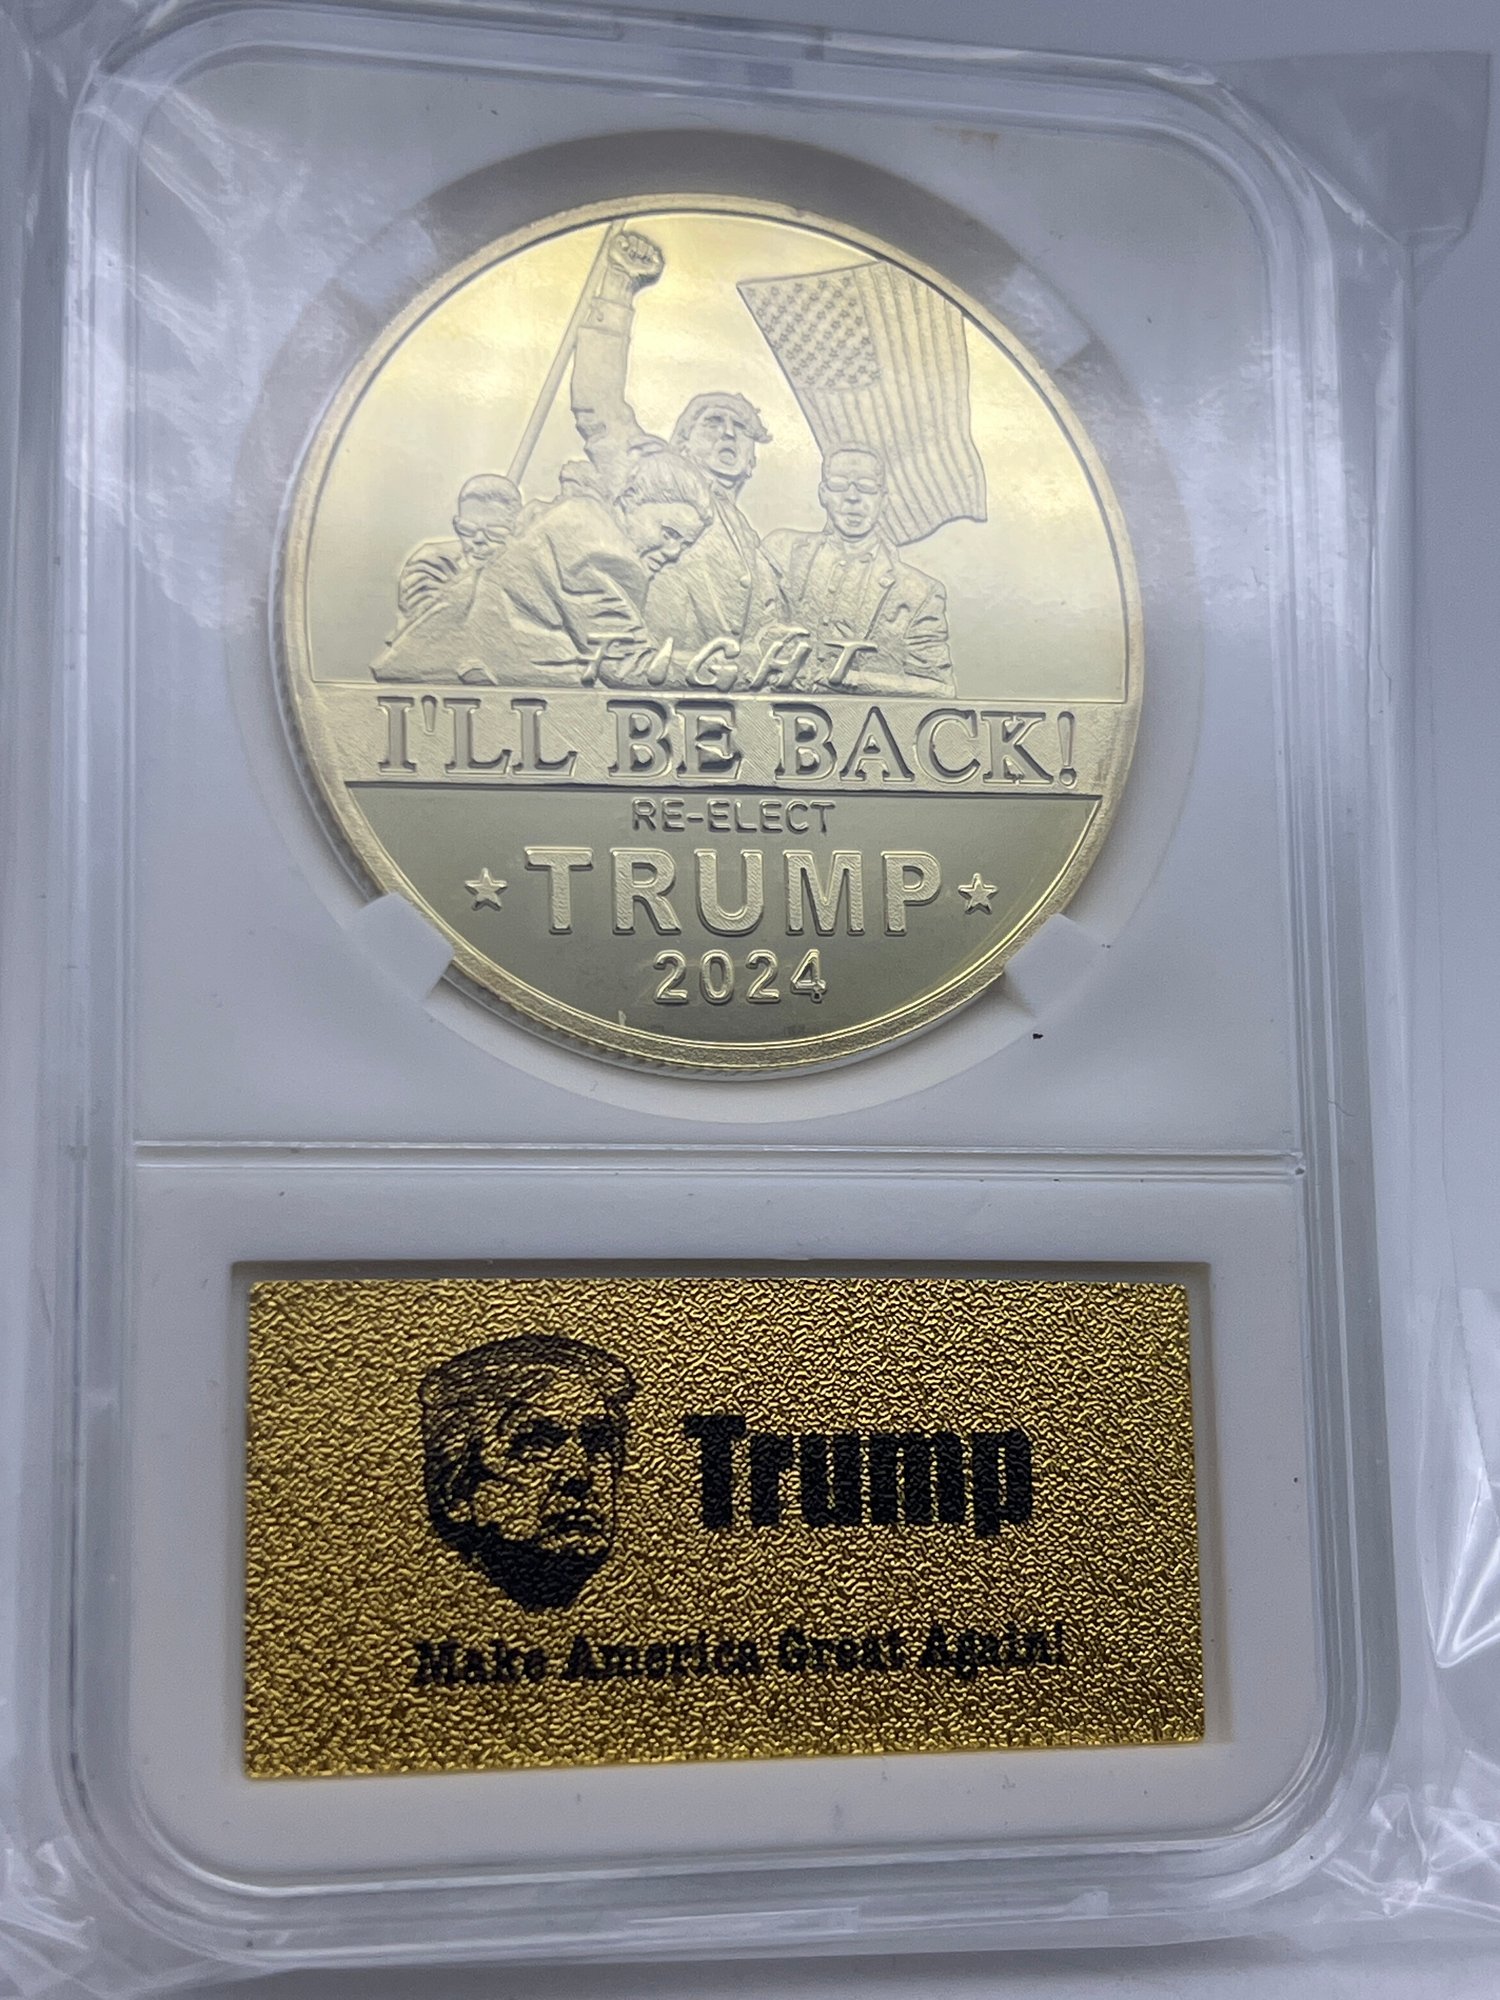 FIGHT
I'LL BE BACK!
RE-ELECT
TRUMP
2024
Trump
Make America Great Again!